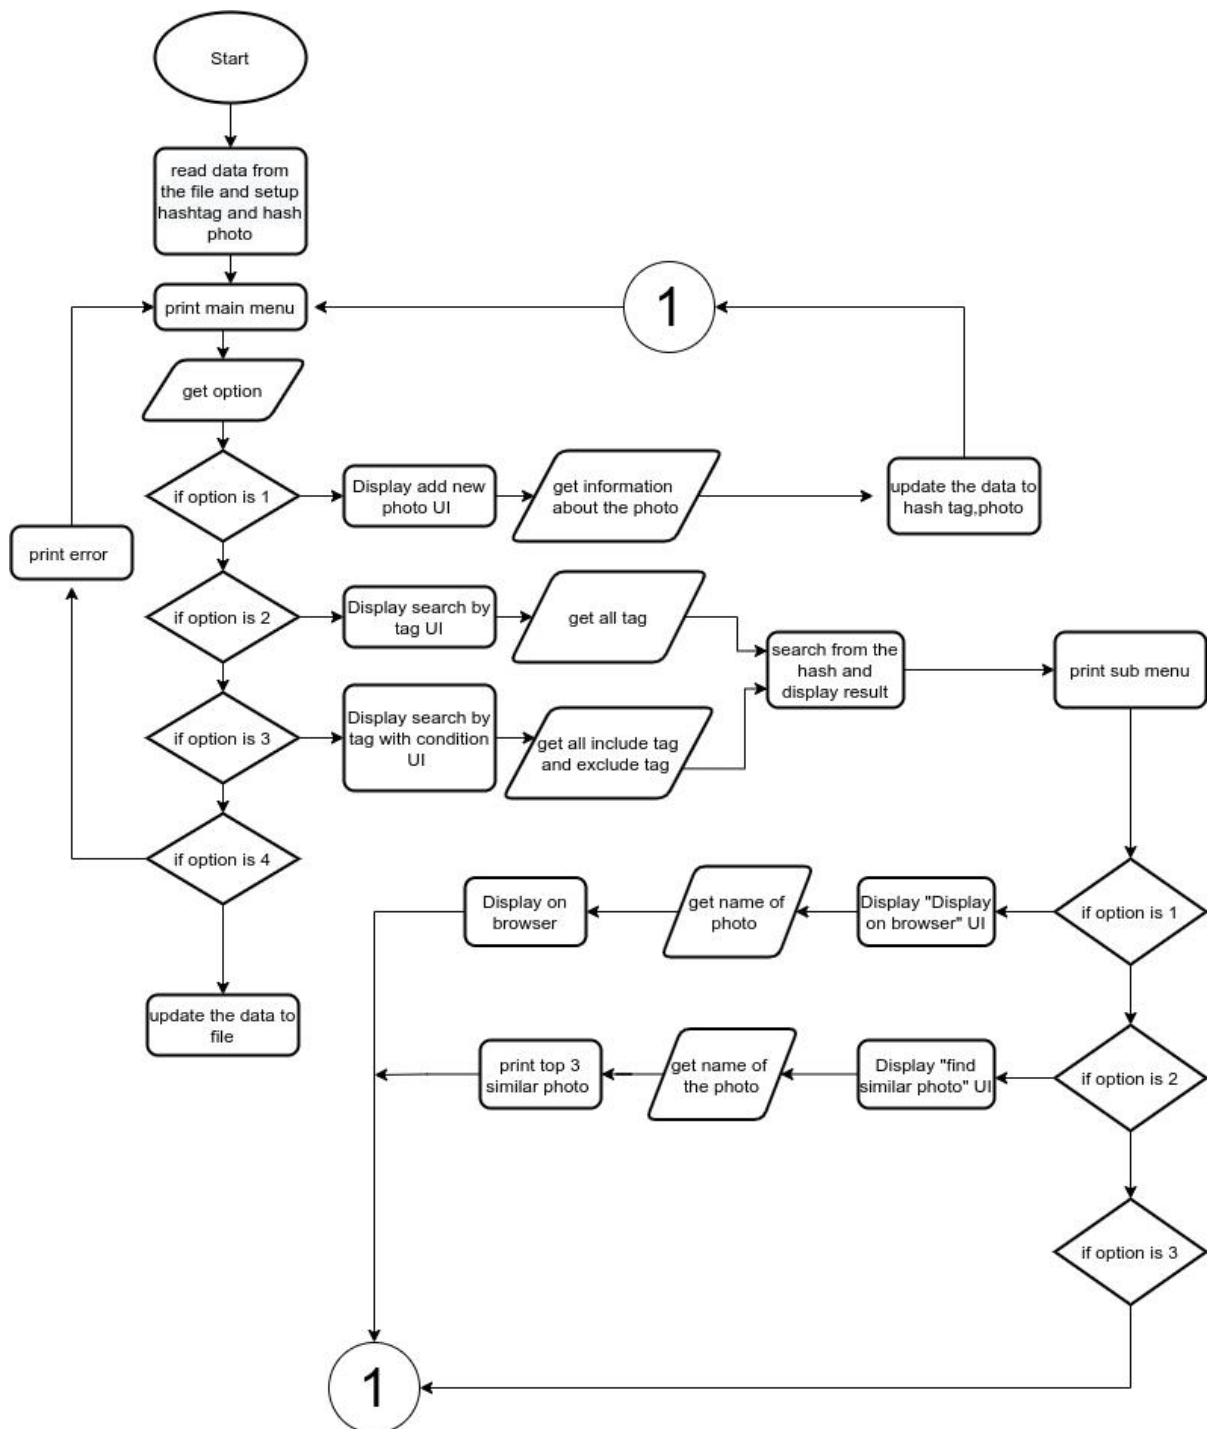 Start
read data from
the file and setup
hashtag and hash
photo
print main menu
1
get option
if option is 1
Display add new
photo UI
get information
about the photo
update the data to
hash tag,photo
print error
if option is 2
Display search by
tag UI
get all tag
search from the
hash and
display result
print sub menu
if option is 3
Display search by
tag with condition
UI
get all include tag
and exclude tag
if option is 4
Display on
browser
get name of
photo
Display "Display
on browser" UI
if option is 1
update the data to
file
print top 3
similar photo
get name of
the photo
Display "find
similar photo" UI
if option is 2
if option is 3
1